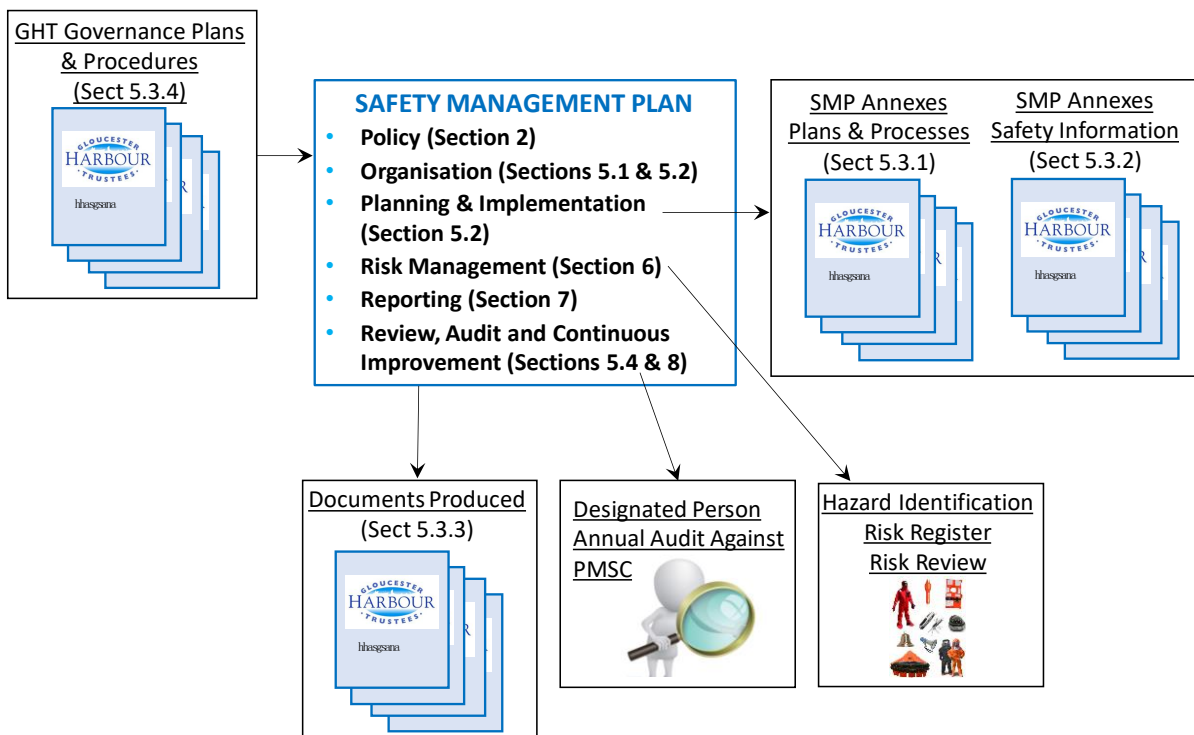 GHT Governance Plans
& Procedures
(Sect 5.3.4)
GLOUCESTER
HARBOUR
TRUSTEES
hhasgsana
SAFETY MANAGEMENT PLAN
• Policy (Section 2)
• Organisation (Sections 5.1 & 5.2)
• Planning & Implementation
(Section 5.2)
• Risk Management (Section 6)
• Reporting (Section 7)
• Review, Audit and Continuous
Improvement (Sections 5.4 & 8)
SMP Annexes
Plans & Processes
(Sect 5.3.1)
GLOUCESTER
HARBOUR
TRUSTEES
hhasgsana
SMP Annexes
Safety Information
(Sect 5.3.2)
GLOUCESTER
HARBOUR
TRUSTEES
hhasgsana
Documents Produced
(Sect 5.3.3)
GLOUCESTER
HARBOUR
TRUSTEES
hhasgsana
Designated Person
Annual Audit Against
PMSC
Hazard Identification
Risk Register
Risk Review